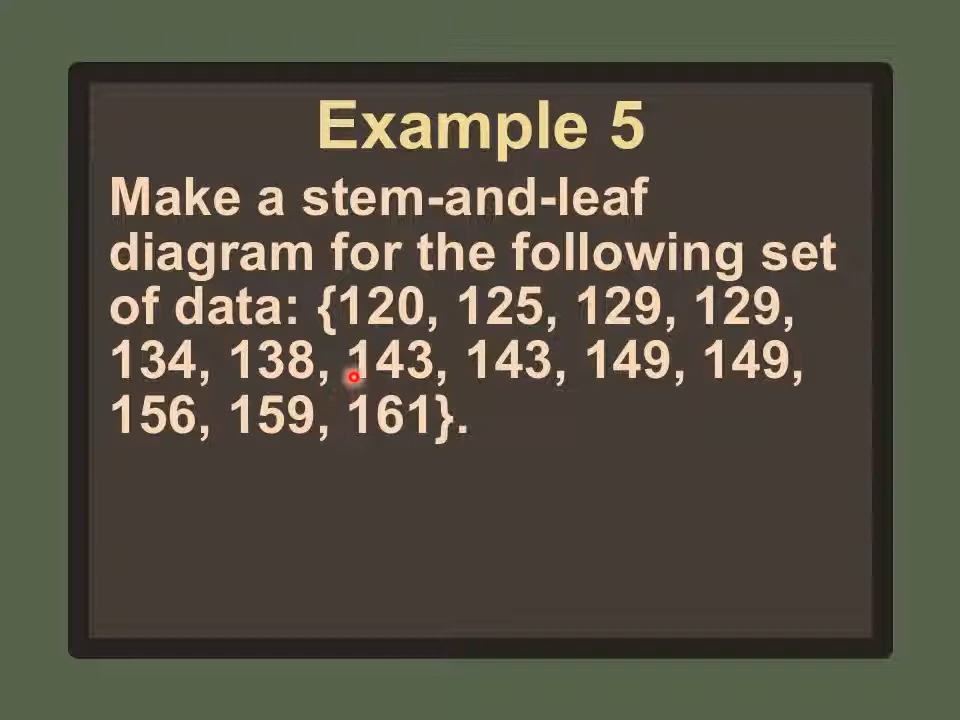 Example 5
Make a stem-and-leaf
diagram for the following set
of data: {120, 125, 129, 129,
134, 138, 143, 143, 149, 149,
156, 159, 161}.